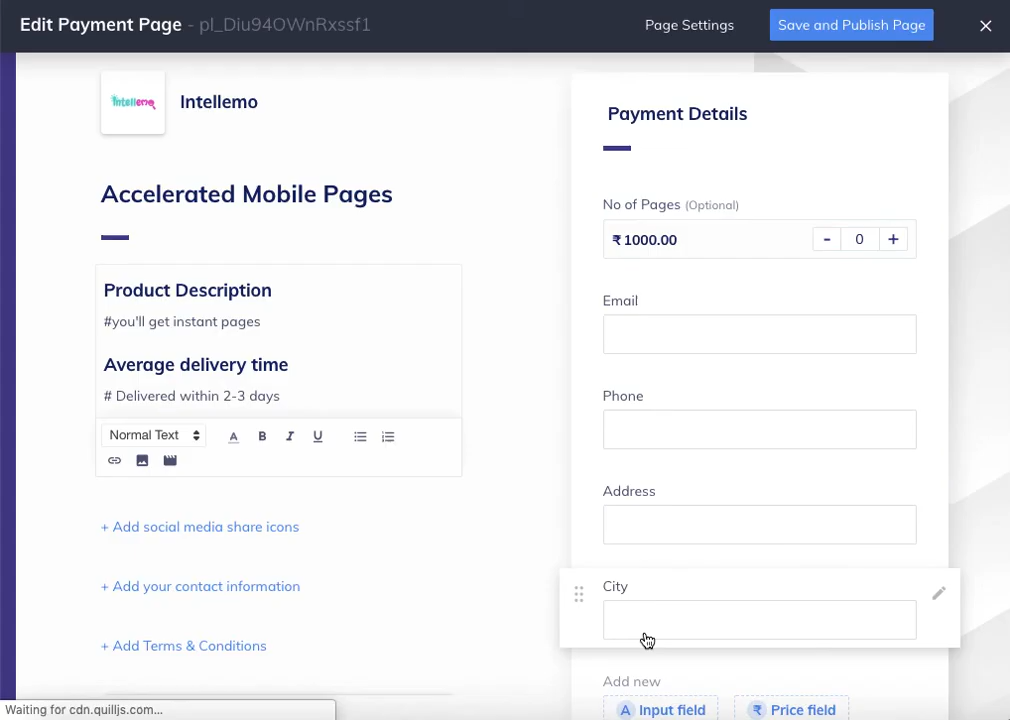 Edit Payment Page - pl_Diu94OWnRxssf1
Page Settings
Save and Publish Page
Intellemo
Intellemo
Accelerated Mobile Pages
Product Description
#you'll get instant pages
Average delivery time
# Delivered within 2-3 days
Normal Text
A B I U
+ Add social media share icons
+ Add your contact information
+ Add Terms & Conditions
Payment Details
No of Pages (Optional)
₹ 1000.00 - 0 +
Email
Phone
Address
City
Add new
A Input field
₹ Price field
Waiting for cdn.quilljs.com...